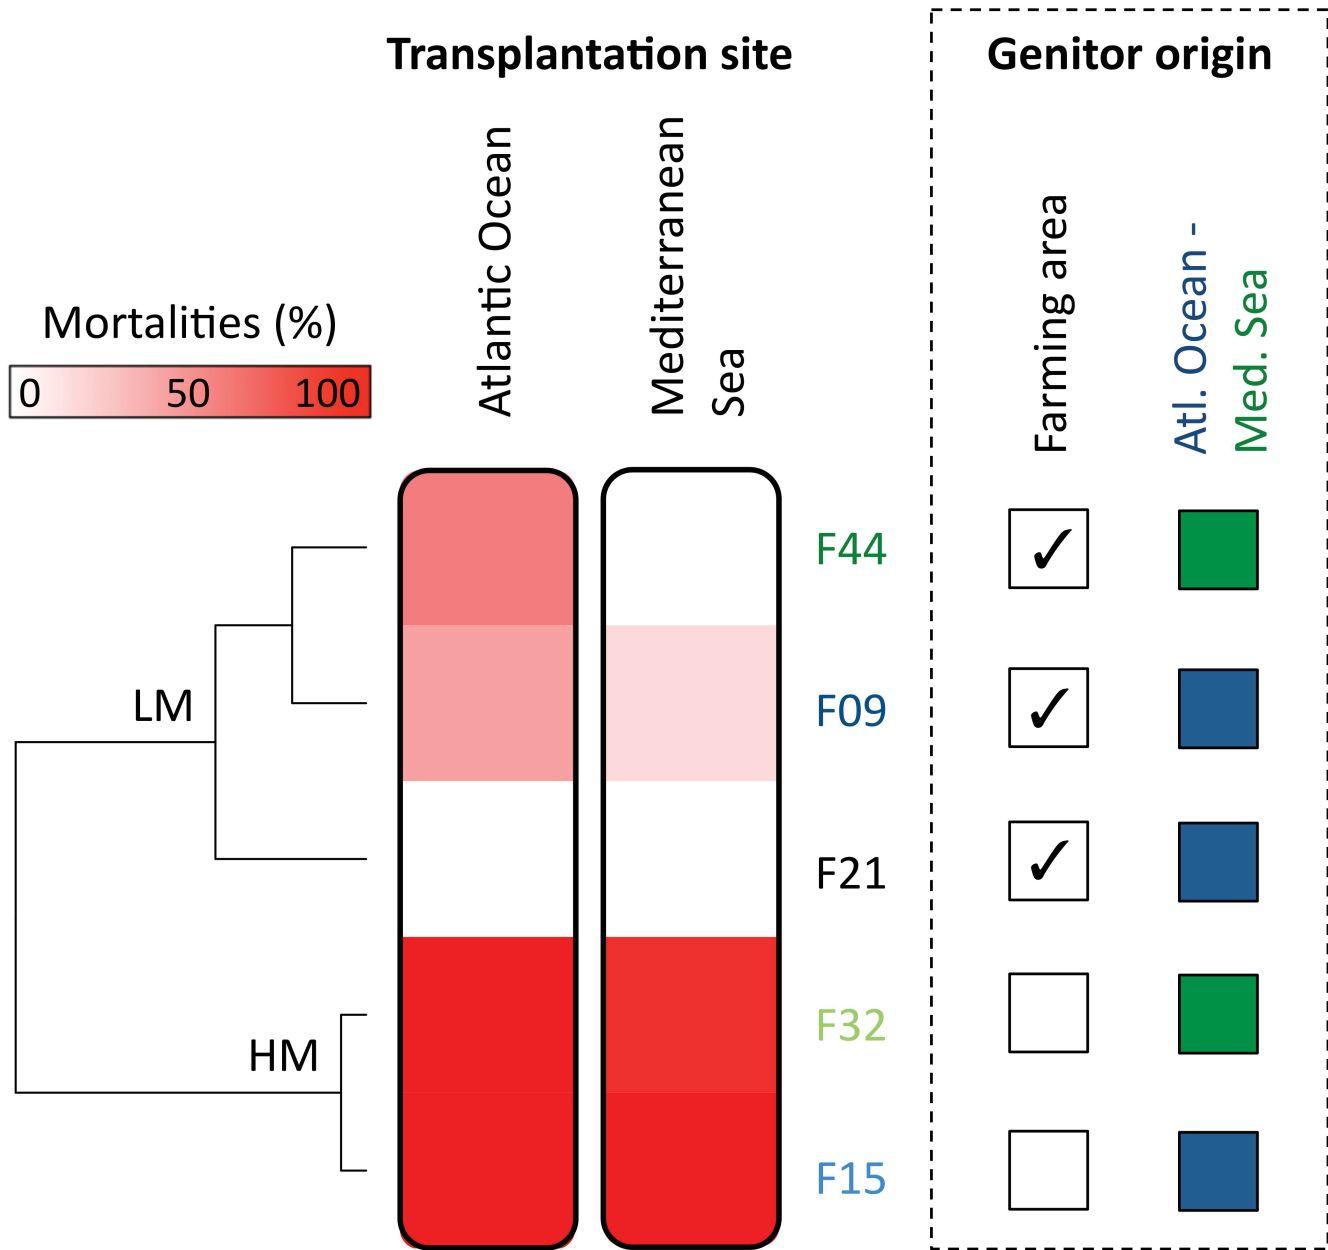 Transplantation site
Genitor origin
Atlantic Ocean
Mediterranean
Sea
Farming area
Atl. Ocean -
Med. Sea
Mortalities (%)
0 50 100
F44
✓
LM
F09
✓
F21
✓
F32
HM
F15